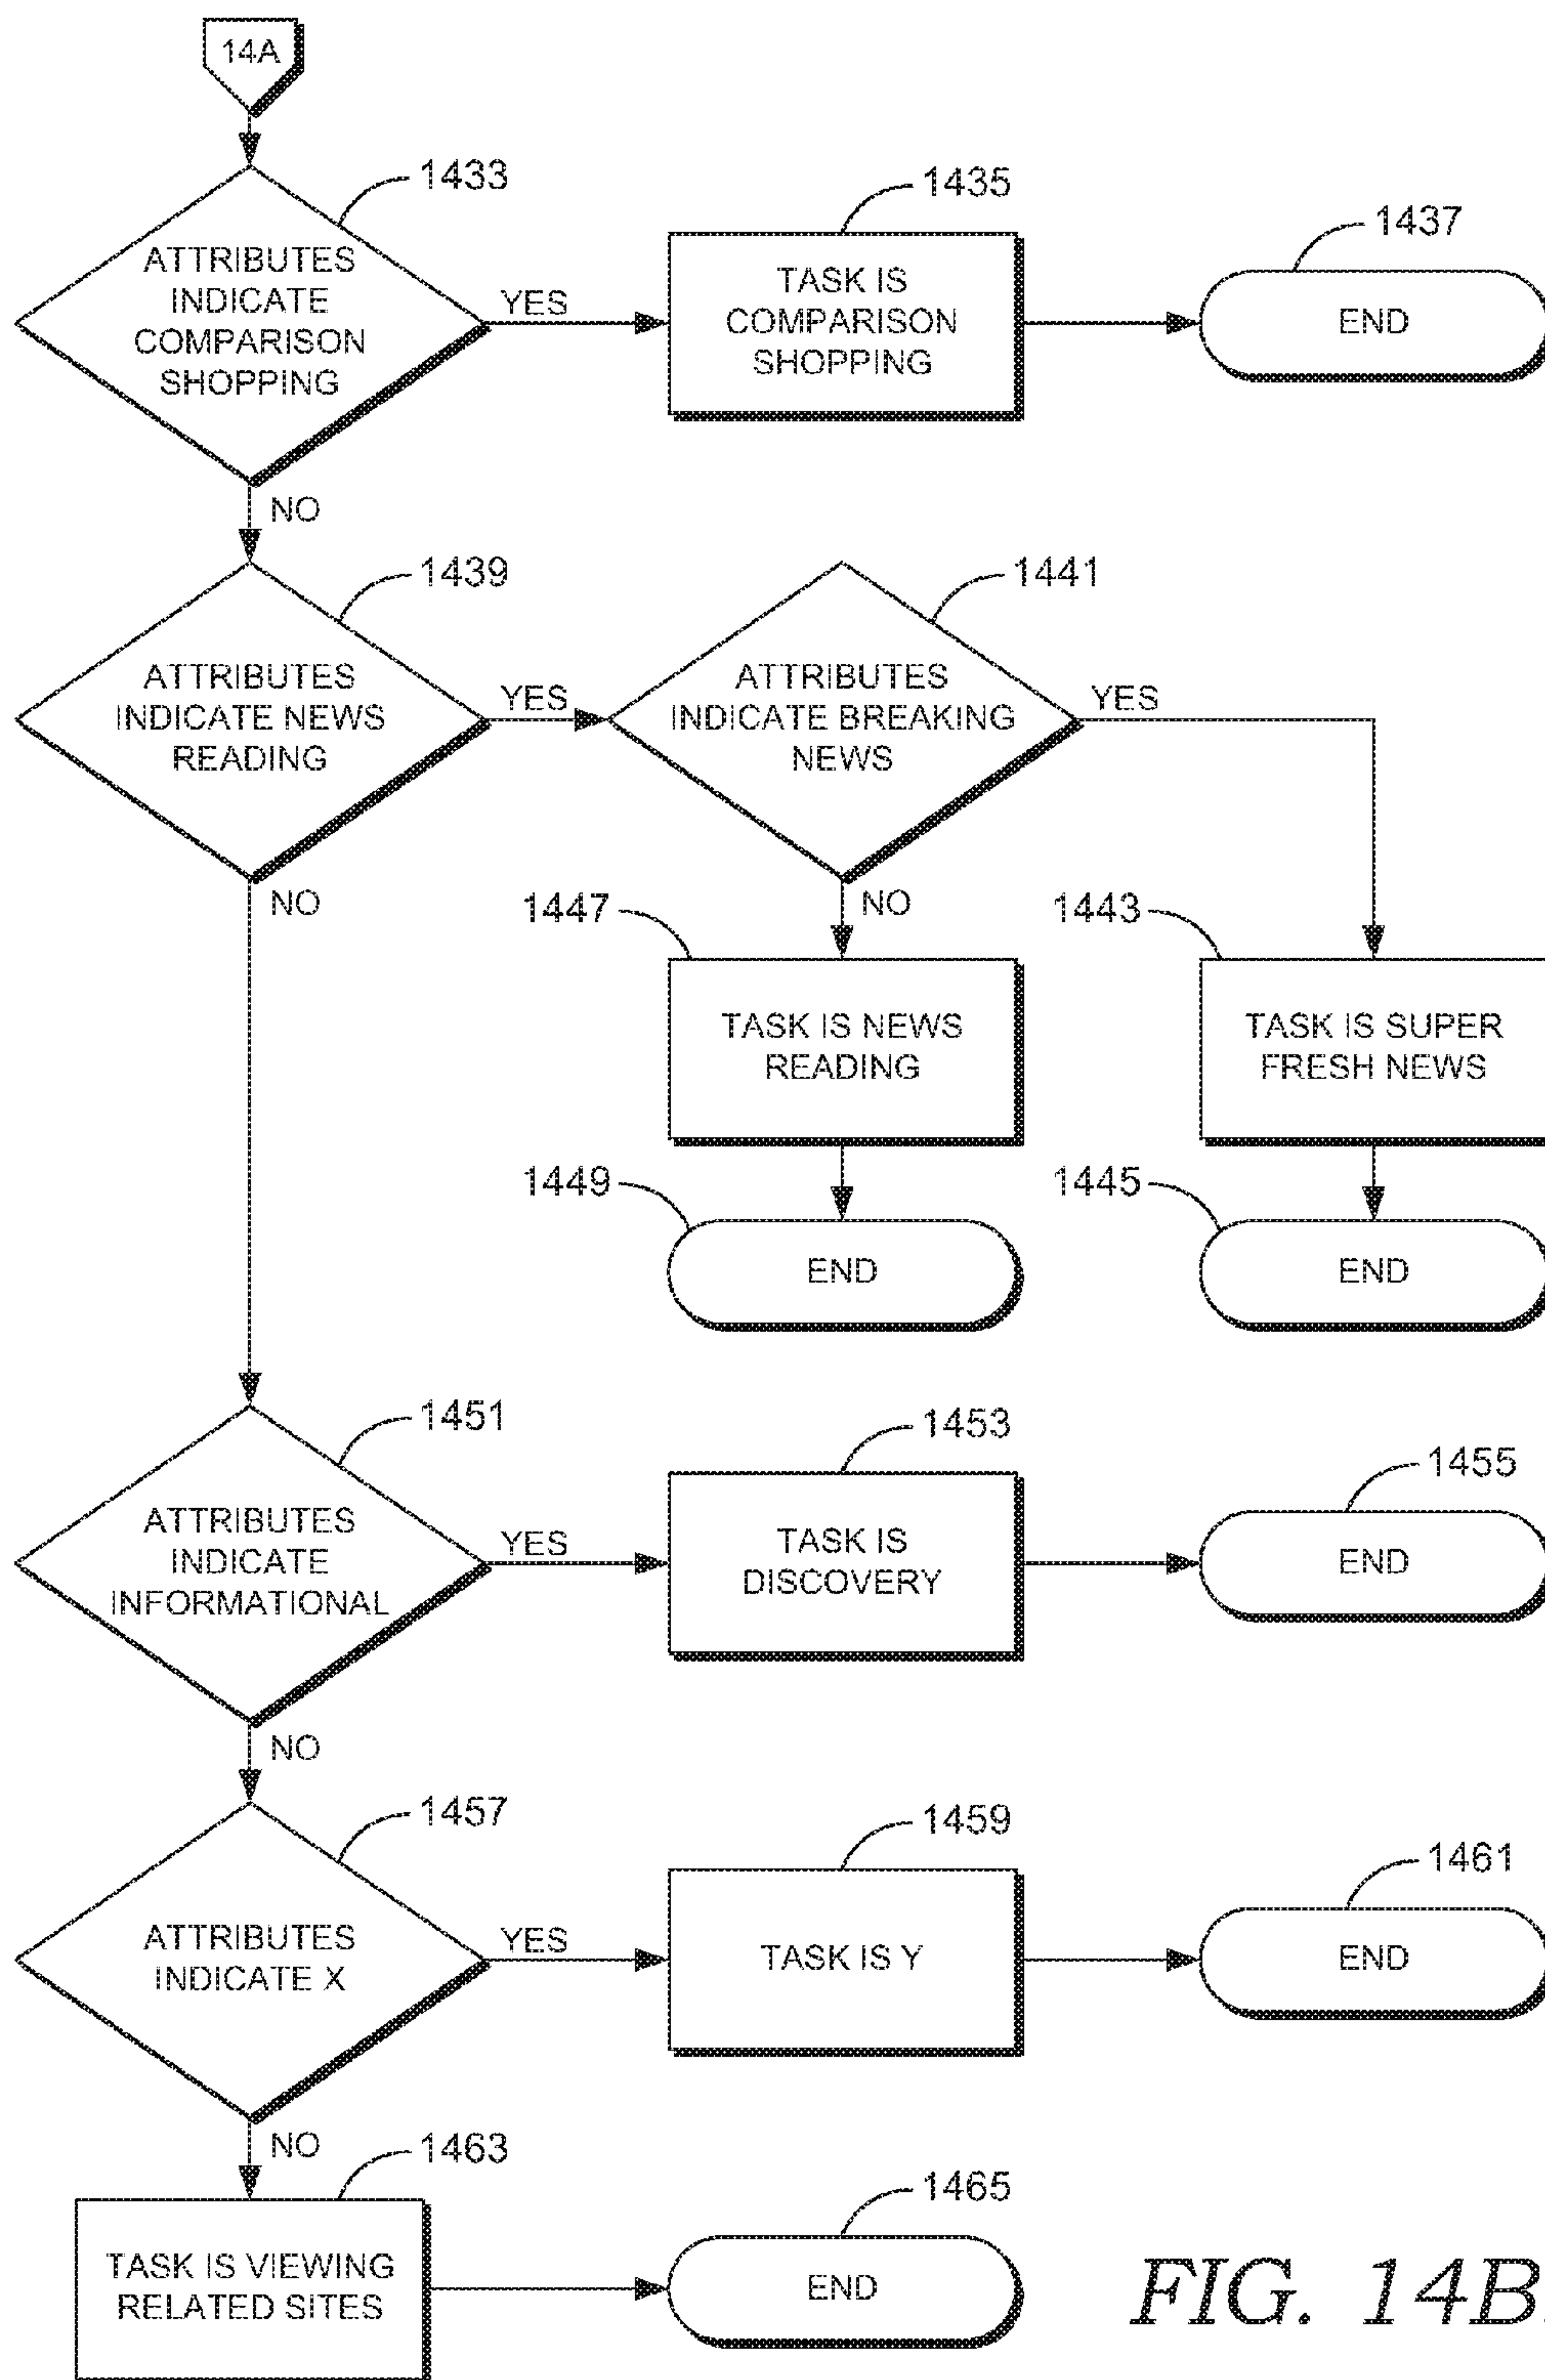 14A
1433
ATTRIBUTES
INDICATE
COMPARISON
SHOPPING
YES
1435
TASK IS
COMPARISON
SHOPPING
1437
END
NO
1439
ATTRIBUTES
INDICATE NEWS
READING
YES
1441
ATTRIBUTES
INDICATE BREAKING
NEWS
YES
NO
NO
1447
TASK IS NEWS
READING
1443
TASK IS SUPER
FRESH NEWS
1449
END
1445
END
1451
ATTRIBUTES
INDICATE
INFORMATIONAL
YES
1453
TASK IS
DISCOVERY
1455
END
NO
1457
ATTRIBUTES
INDICATE X
YES
1459
TASK IS Y
1461
END
NO
1463
TASK IS VIEWING
RELATED SITES
1465
END
FIG. 14B.